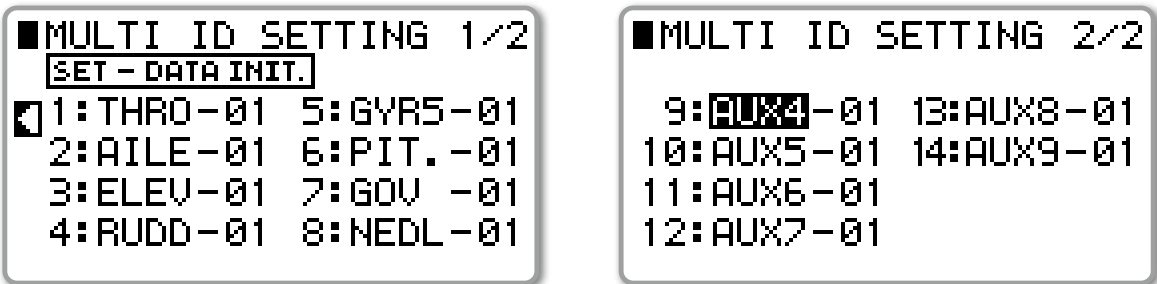 ■MULTI ID SETTING 1/2
SET - DATA INIT.
1:THRO-01 5:GYR5-01
2:AILE-01 6:PIT.-01
3:ELEV-01 7:GOV -01
4:RUDD-01 8:NEDL-01
■MULTI ID SETTING 2/2
9:AUX4-01 13:AUX8-01
10:AUX5-01 14:AUX9-01
11:AUX6-01
12:AUX7-01